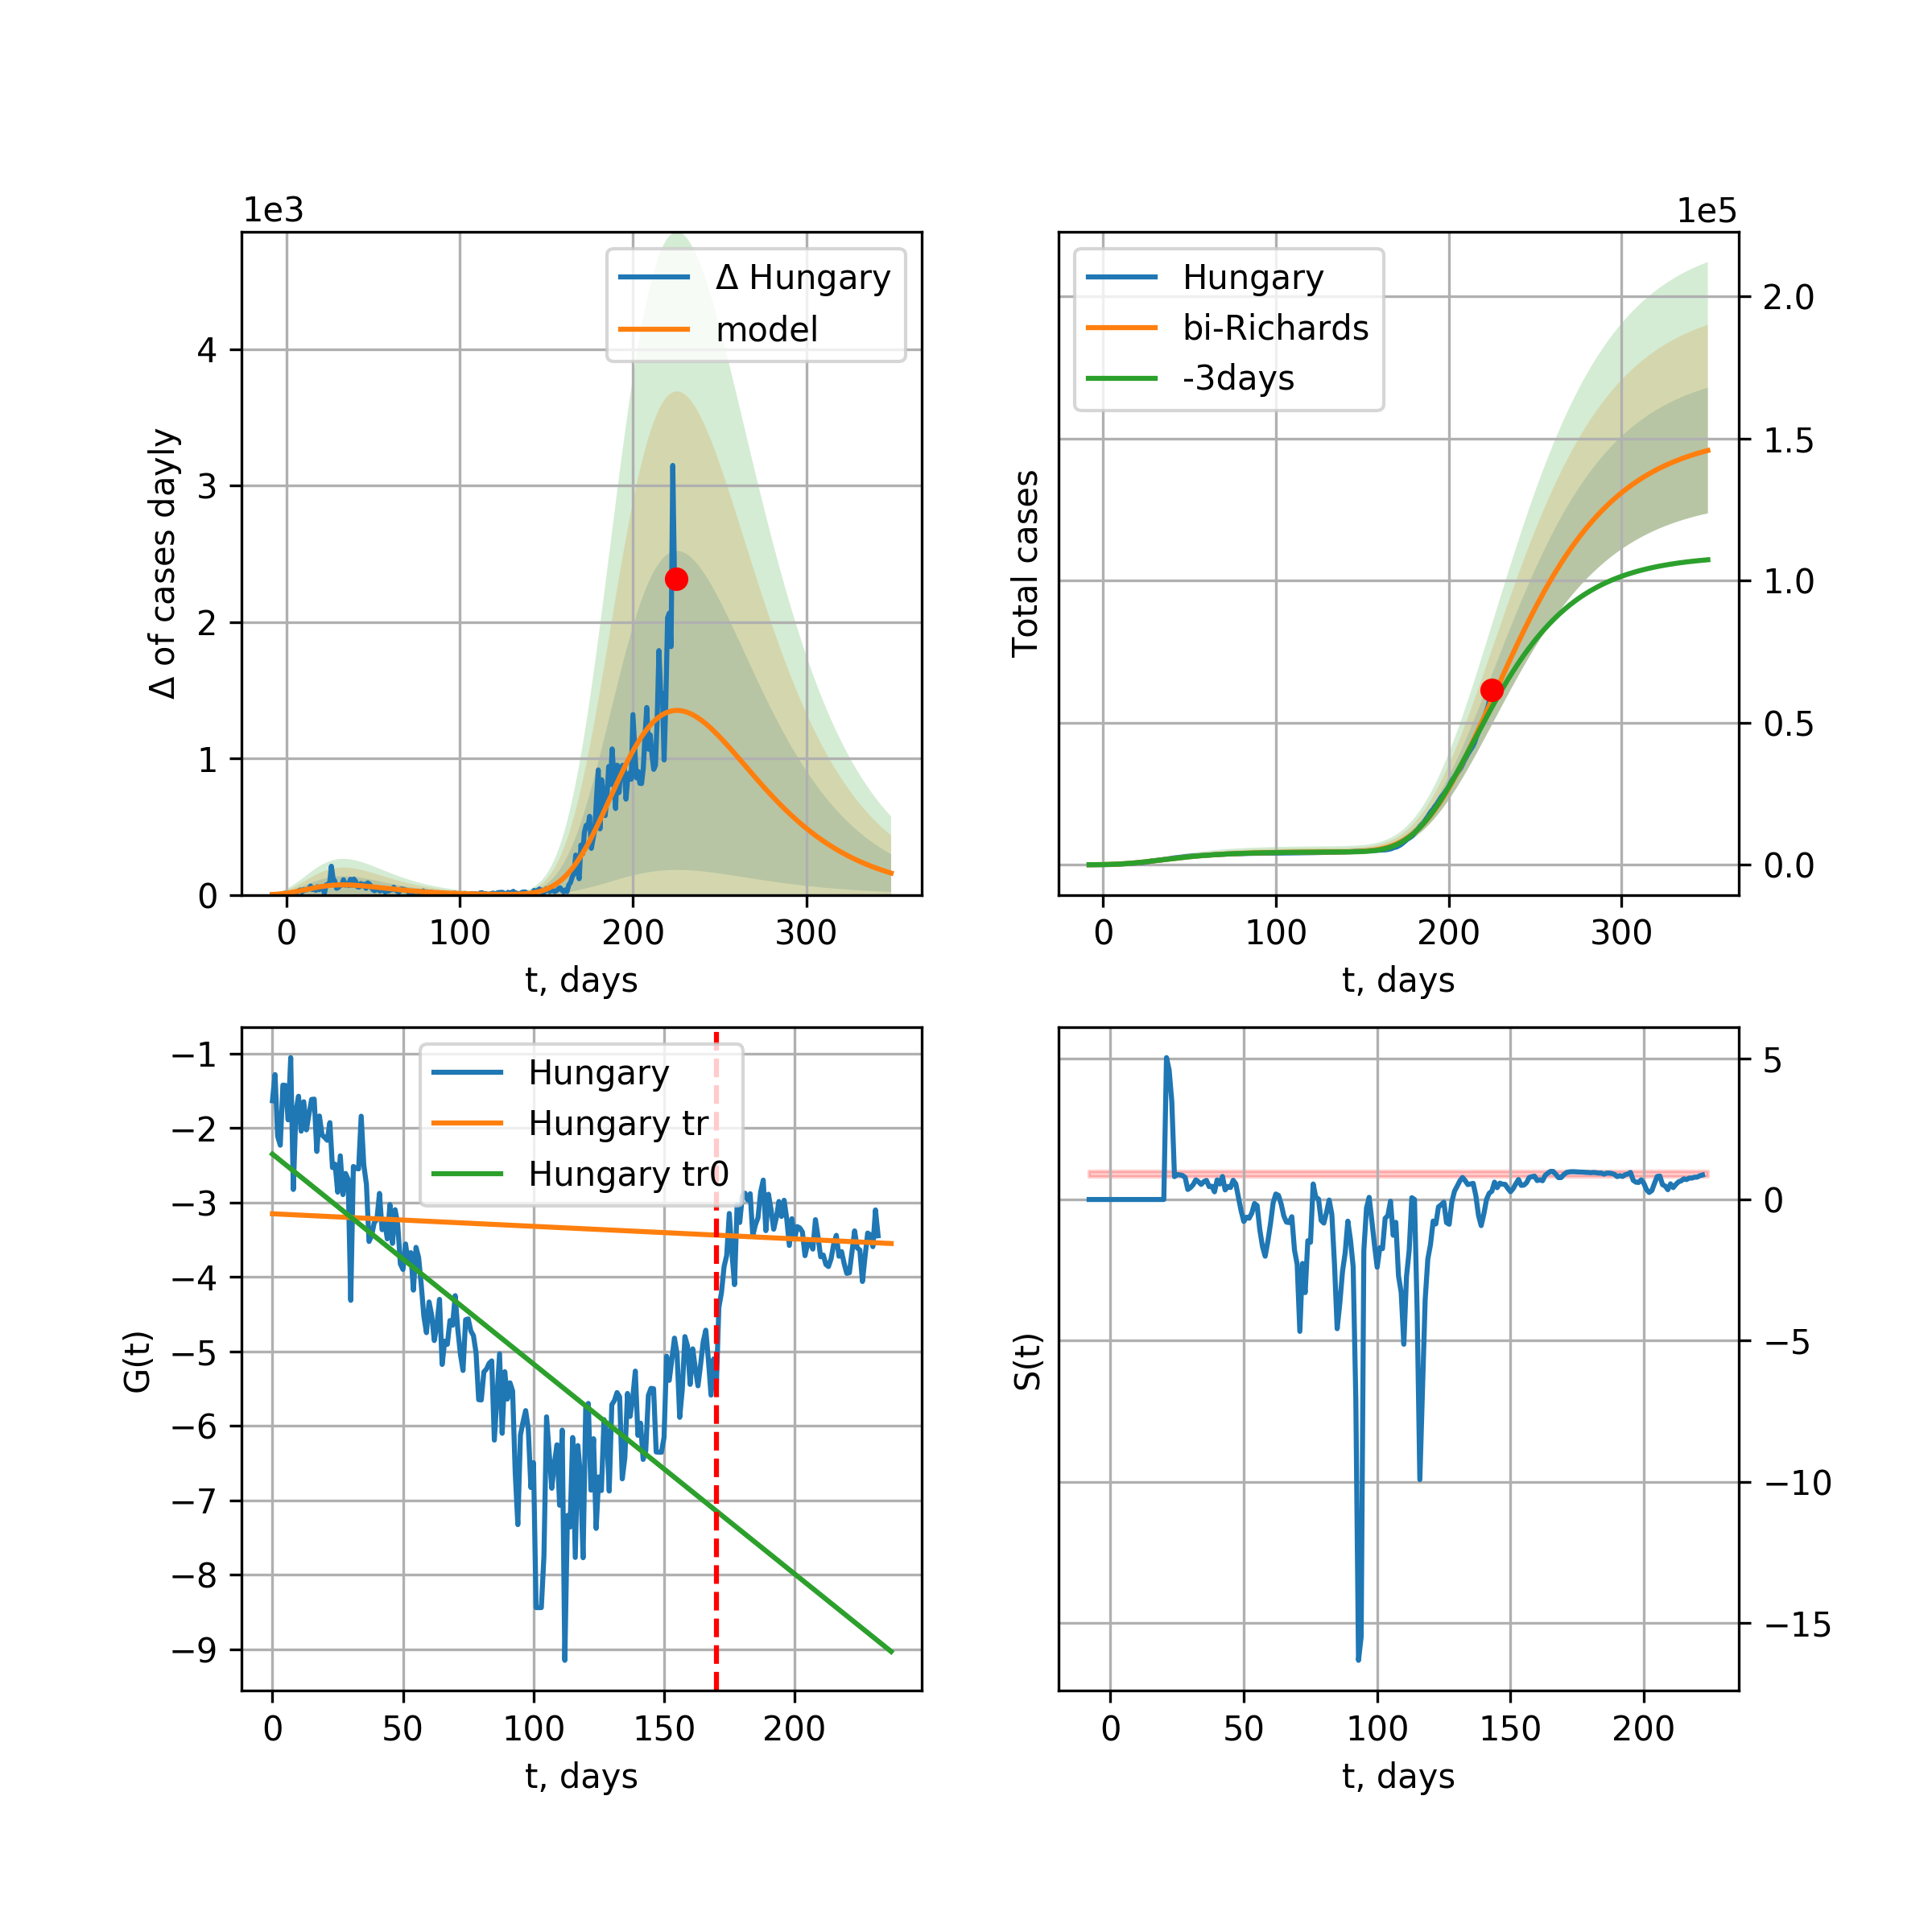 1e3
Δ Hungary
model
4
3
2
1
0
Δ of cases dayly
0 100 200 300
t, days
1e5
Hungary
bi-Richards
-3days
2.0
1.5
1.0
0.5
0.0
Total cases
0 100 200 300
t, days
Hungary
Hungary tr
Hungary tr0
−1
−2
−3
−4
−5
−6
−7
−8
−9
G(t)
0 50 100 150 200
t, days
5
0
−5
−10
−15
S(t)
0 50 100 150 200
t, days